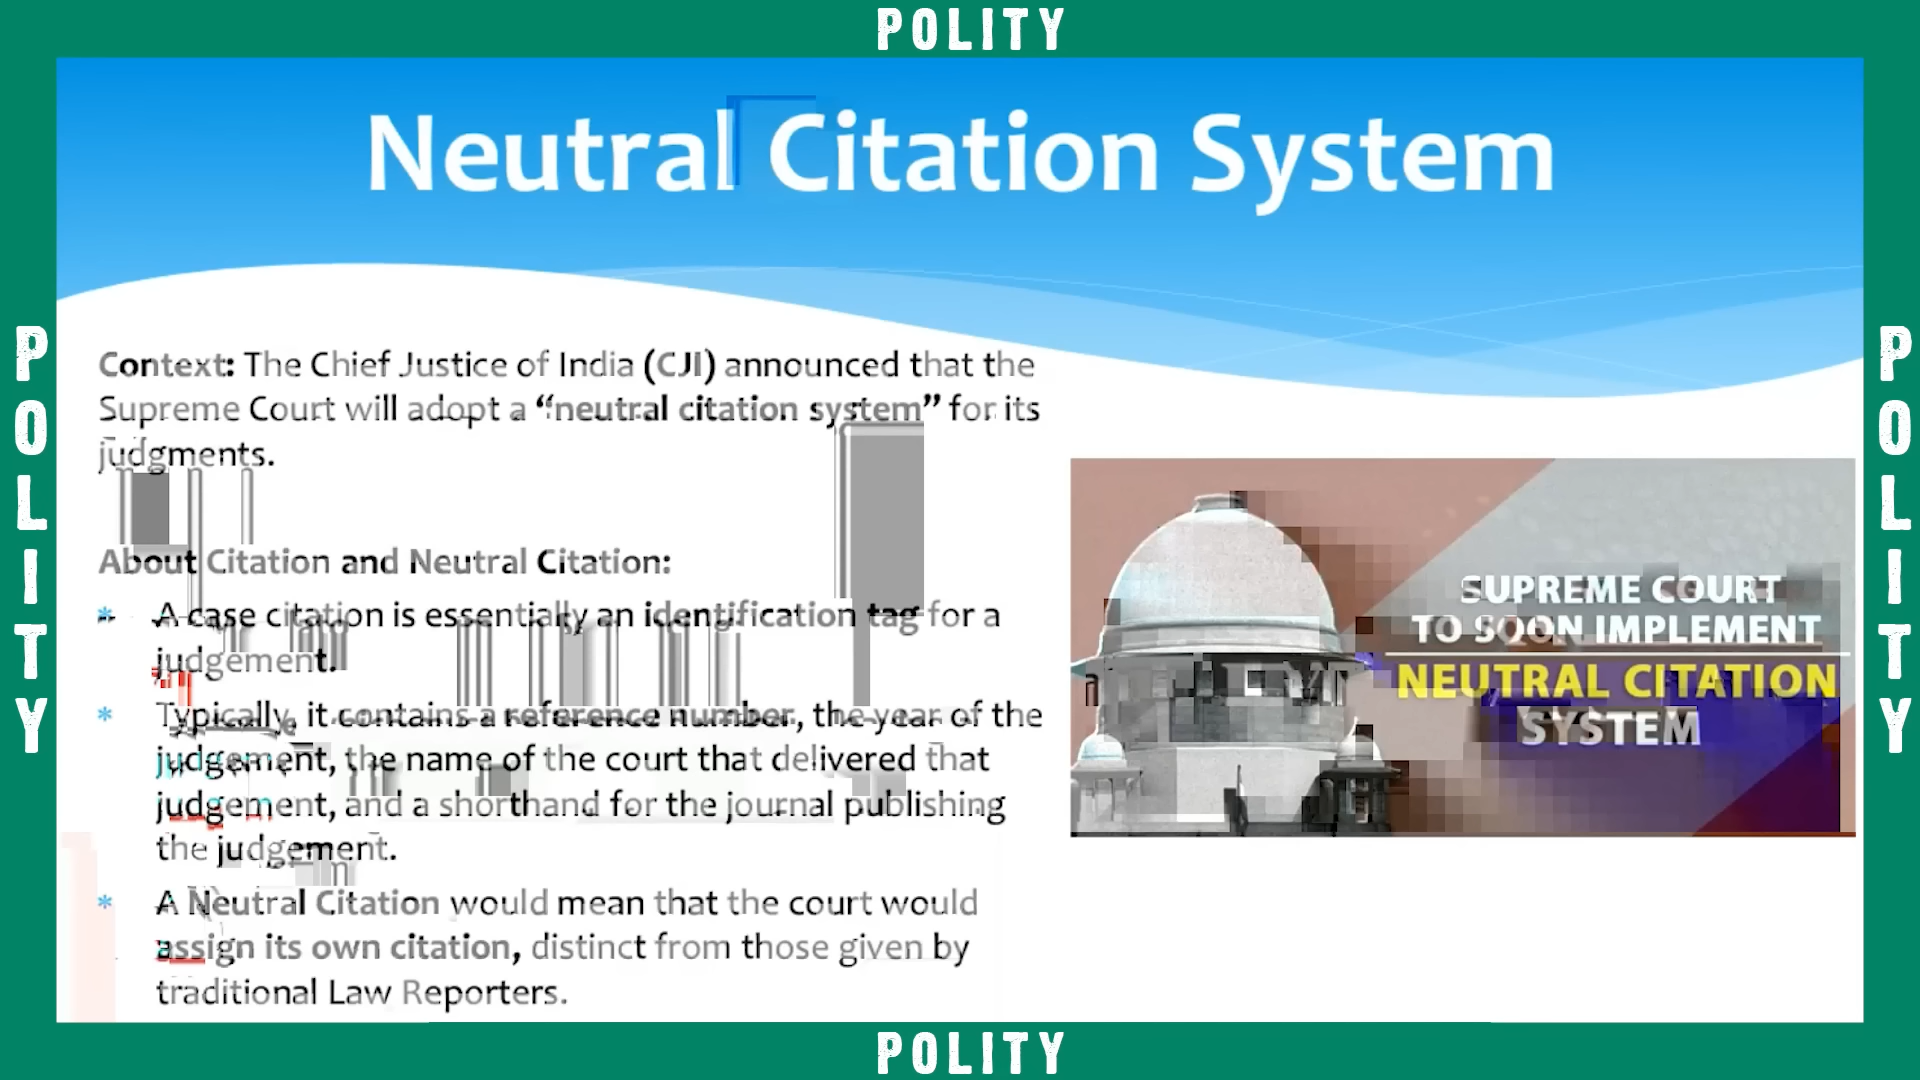 POLITY
Neutral Citation System
POLITY
POLITY
Context: The Chief Justice of India (CJI) announced that the
Supreme Court will adopt a “neutral citation system” for its
judgments.
About Citation and Neutral Citation:
* A case citation is essentially an identification tag for a
judgement.
* Typically, it contains a reference number, the year of the
judgement, the name of the court that delivered that
judgement, and a shorthand for the journal publishing
the judgement.
* A Neutral Citation would mean that the court would
assign its own citation, distinct from those given by
traditional Law Reporters.
SUPREME COURT
TO SOON IMPLEMENT
NEUTRAL CITATION
SYSTEM
POLITY